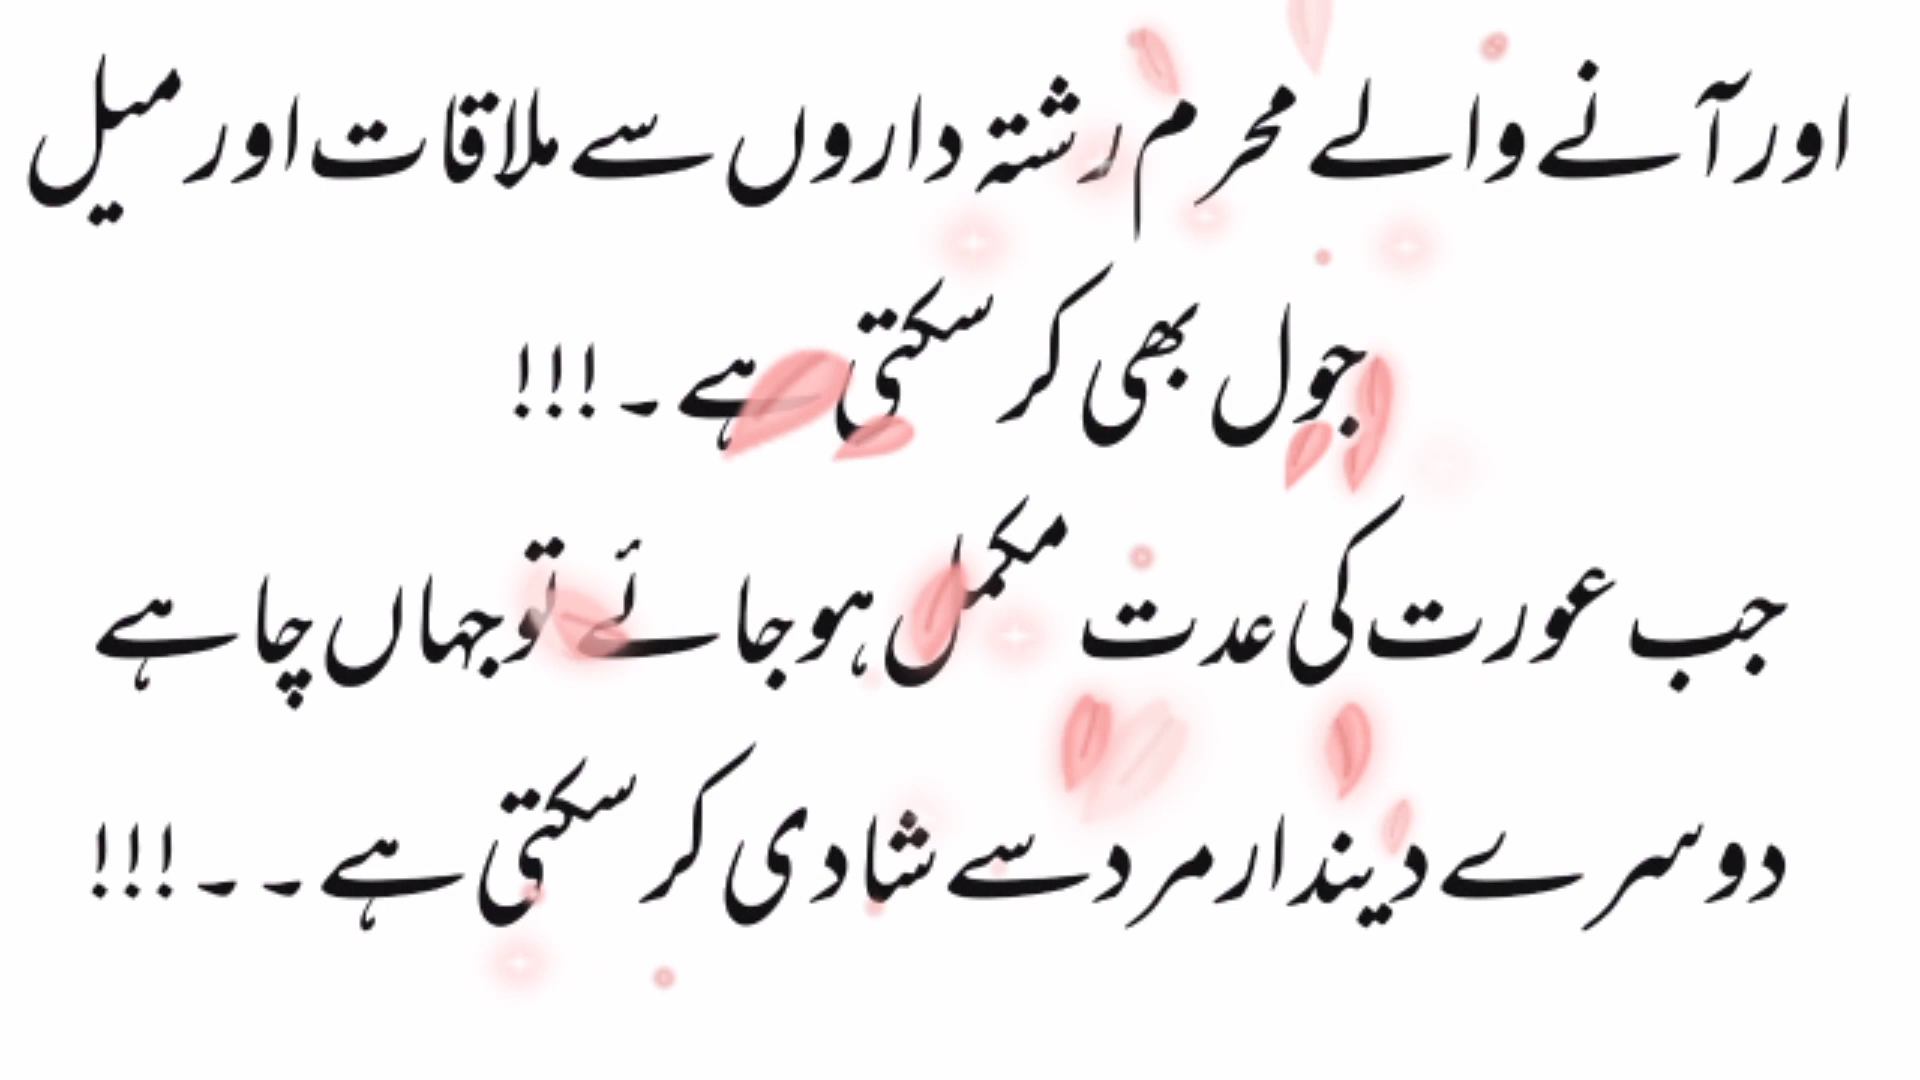 اور آنے والے محرم رشتہ داروں سے ملاقات اور میل
جول بھی کر سکتی ہے ۔ !!!
جب عورت کی عدت مکمل ہو جائے تو جہاں چاہے
دوسرے دیندار مرد سے شادی کر سکتی ہے ۔ ۔ !!!